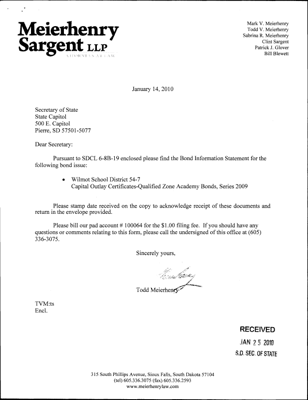 Meierhenry
Sargent LLP
ATTORNEYS AT LAW
Mark V. Meierhenry
Todd V. Meierhenry
Sabrina R. Meierhenry
Clint Sargent
Patrick J. Glover
Bill Blewett
January 14, 2010
Secretary of State
State Capitol
500 E. Capitol
Pierre, SD 57501-5077
Dear Secretary:
Pursuant to SDCL 6-8B-19 enclosed please find the Bond Information Statement for
the following bond issue:
• Wilmot School District 54-7
Capital Outlay Certificates-Qualified Zone Academy Bonds, Series 2009
Please stamp date received on the copy to acknowledge receipt of these documents and
return in the envelope provided.
Please bill our pad account # 100064 for the $1.00 filing fee. If you should have any
questions or comments relating to this form, please call the undersigned of this office at (605)
336-3075.
Sincerely yours,
Todd Meierhenry
TVM:rs
Encl.
RECEIVED
JAN 25 2010
S.D. SEC. OF STATE
315 South Phillips Avenue, Sioux Falls, South Dakota 57104
(tel) 605.336.3075 (fax) 605.336.2593
www.meierhenrylaw.com